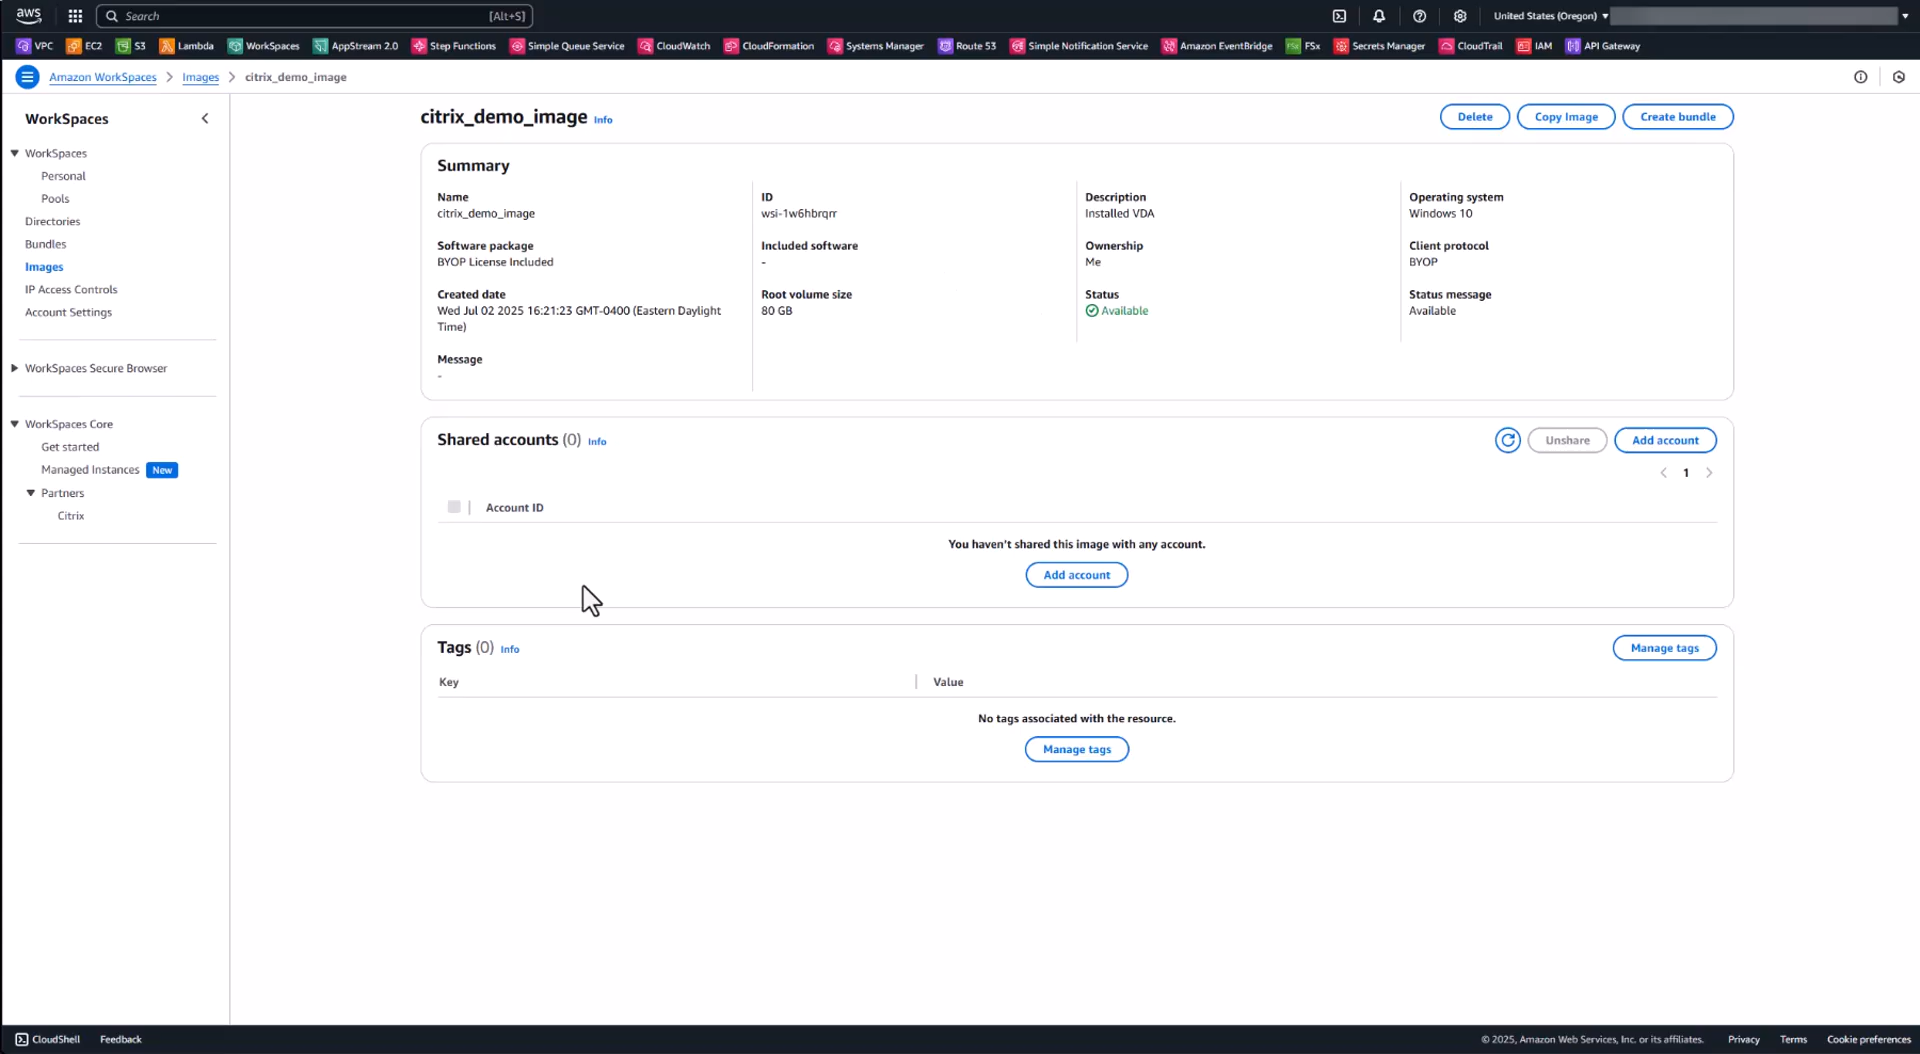 aws
Search [Alt+S]
United States (Oregon)
VPC EC2 S3 Lambda WorkSpaces AppStream 2.0 Step Functions Simple Queue Service CloudWatch CloudFormation Systems Manager Route 53 Simple Notification Service Amazon EventBridge FSx Secrets Manager CloudTrail IAM API Gateway
Amazon WorkSpaces > Images > citrix_demo_image
WorkSpaces
WorkSpaces
Personal
Pools
Directories
Bundles
Images
IP Access Controls
Account Settings
WorkSpaces Secure Browser
WorkSpaces Core
Get started
Managed Instances New
Partners
Citrix
citrix_demo_image Info
Delete Copy Image Create bundle
Summary
Name
citrix_demo_image
Software package
BYOP License Included
Created date
Wed Jul 02 2025 16:21:23 GMT-0400 (Eastern Daylight
Time)
Message
-
ID
wsi-1w6hbrqrr
Included software
-
Root volume size
80 GB
Description
Installed VDA
Ownership
Me
Status
Available
Operating system
Windows 10
Client protocol
BYOP
Status message
Available
Shared accounts (0) Info
Unshare Add account
1
Account ID
You haven't shared this image with any account.
Add account
Tags (0) Info
Manage tags
Key Value
No tags associated with the resource.
Manage tags
CloudShell Feedback
© 2025, Amazon Web Services, Inc. or its affiliates. Privacy Terms Cookie preferences